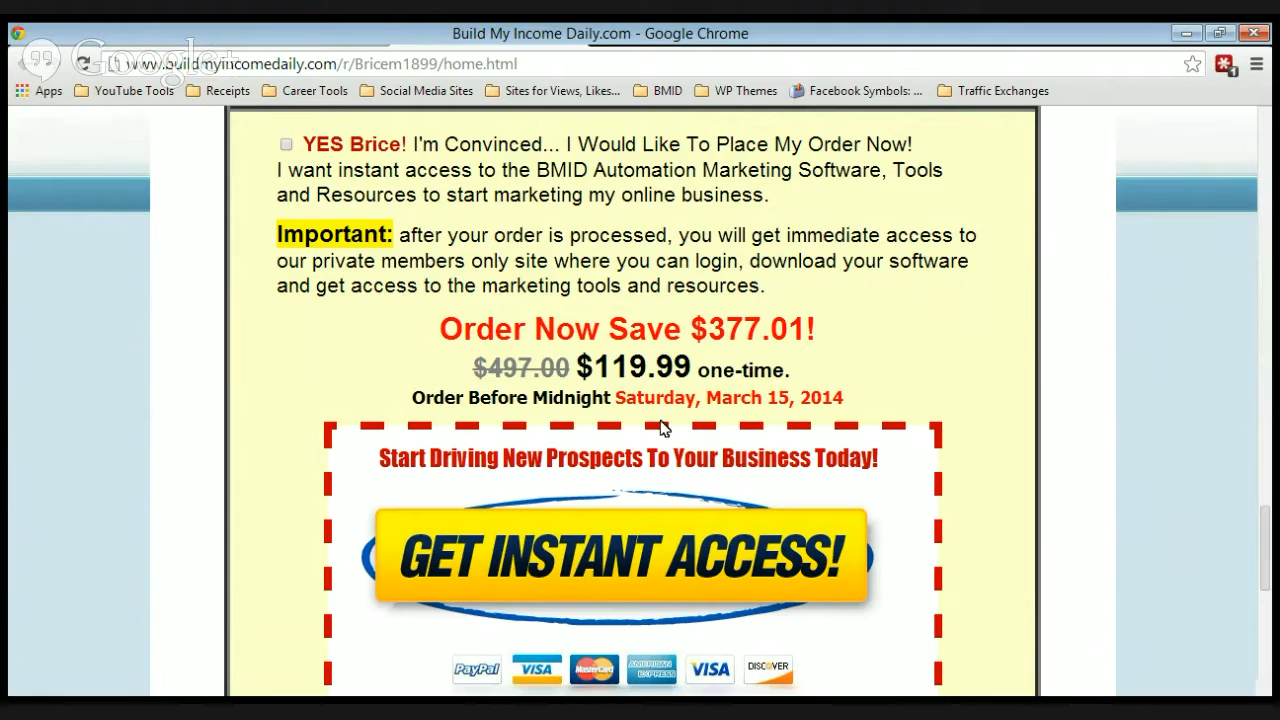 Build My Income Daily.com - Google Chrome
Google+
www.buildmyincomedaily.com/r/Bricem1899/home.html
Apps YouTube Tools Receipts Career Tools Social Media Sites Sites for Views, Likes... BMID WP Themes Facebook Symbols: ... Traffic Exchanges
YES Brice! I'm Convinced... I Would Like To Place My Order Now!
I want instant access to the BMID Automation Marketing Software, Tools
and Resources to start marketing my online business.
Important: after your order is processed, you will get immediate access to
our private members only site where you can login, download your software
and get access to the marketing tools and resources.
Order Now Save $377.01!
$497.00 $119.99 one-time.
Order Before Midnight Saturday, March 15, 2014
Start Driving New Prospects To Your Business Today!
GET INSTANT ACCESS!
PayPal VISA MasterCard AMERICAN EXPRESS VISA DISCOVER